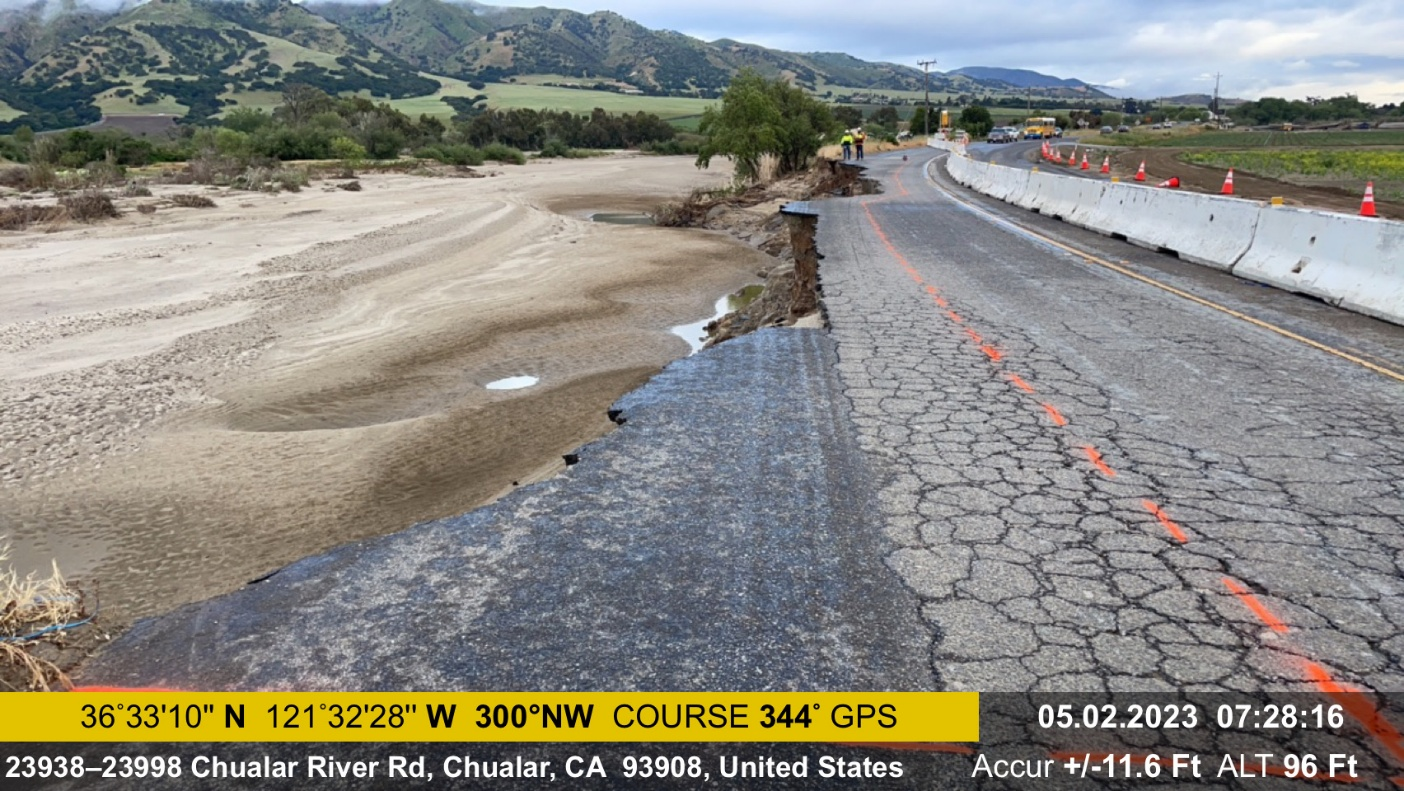 36°33'10" N 121°32'28" W 300°NW COURSE 344° GPS
05.02.2023 07:28:16
23938–23998 Chualar River Rd, Chualar, CA 93908, United States
Accur +/-11.6 Ft ALT 96 Ft